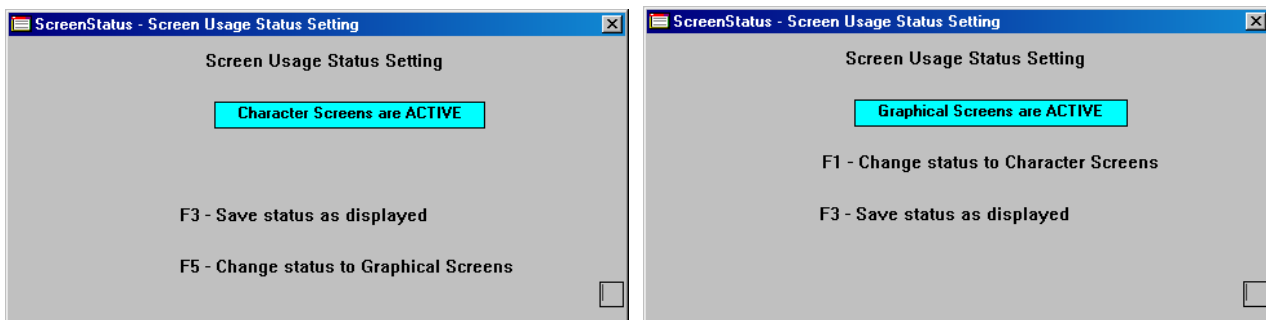 ScreenStatus - Screen Usage Status Setting
Screen Usage Status Setting
Character Screens are ACTIVE
F3 - Save status as displayed
F5 - Change status to Graphical Screens
ScreenStatus - Screen Usage Status Setting
Screen Usage Status Setting
Graphical Screens are ACTIVE
F1 - Change status to Character Screens
F3 - Save status as displayed